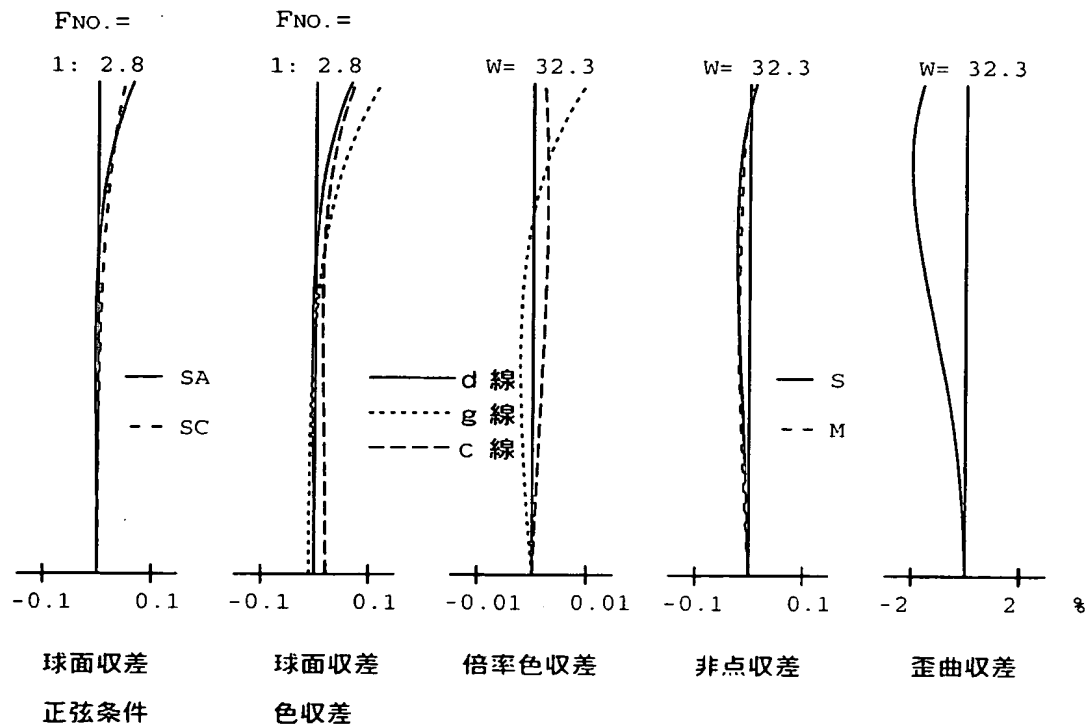 FNO.=
1: 2.8
FNO.=
1: 2.8
W= 32.3
W= 32.3
W= 32.3
SA
SC
d 線
g 線
c 線
S
M
-0.1 0.1
-0.1 0.1
-0.01 0.01
-0.1 0.1
-2 2 %
球面収差
正弦条件
球面収差
色収差
倍率色収差
非点収差
歪曲収差